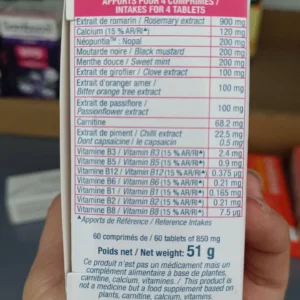 APPORTS POUR 4 COMPRIMÉS /
INTAKES FOR 4 TABLETS
Extrait de romarin / Rosemary extract 900 mg
Calcium (15 % AR/RI▲) 120 mg
Néopuntia™ : Nopal 200 mg
Moutarde noire / Black mustard 200 mg
Menthe douce / Sweet mint 200 mg
Extrait de giroflier / Clove extract 100 mg
Extrait d'oranger amer /
Bitter orange tree extract 100 mg
Extrait de passiflore /
Passionflower extract 100 mg
Carnitine 68.2 mg
Extrait de piment / Chilli extract 22,5 mg
Dont capsaïcine / Ie capsaicin 0.5 mg
Vitamine B3 / Vitamin B3 (15 % AR/RI▲) 2.4 mg
Vitamine B5 / Vitamin B5 (15 % AR/RI▲) 0.9 mg
Vitamine B12 / Vitamin B12 (15 % AR/RI▲) 0.375 µg
Vitamine B6 / Vitamin B6 (15 % AR/RI▲) 0.21 mg
Vitamine B1 / Vitamin B1 (15 % AR/RI▲) 0.165 mg
Vitamine B2 / Vitamin B2 (15 % AR/RI▲) 0.21 mg
Vitamine B8 / Vitamin B8 (15 % AR/RI▲) 7.5 µg
▲Apports de Référence / Reference Intakes
60 comprimés de / 60 tablets of 850 mg
Poids net / Net weight: 51 g
Ce produit n'est pas un médicament mais un
complément alimentaire à base de plantes,
carnitine, calcium, vitamines. / This product is
not a medicine but a food supplement based on
plants, carnitine, calcium, vitamins.